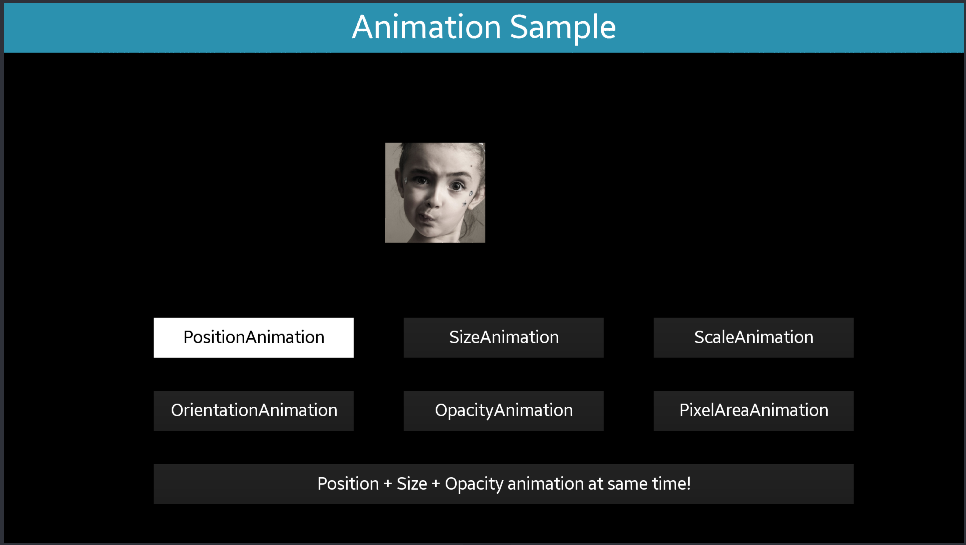 Animation Sample
PositionAnimation
SizeAnimation
ScaleAnimation
OrientationAnimation
OpacityAnimation
PixelAreaAnimation
Position + Size + Opacity animation at same time!